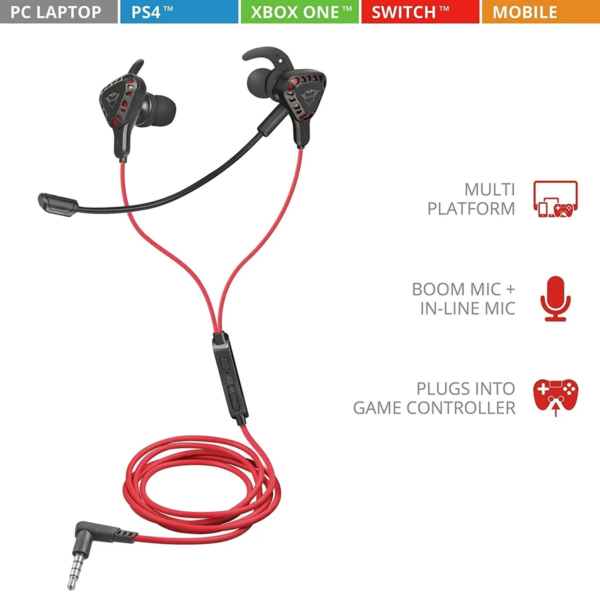 PC LAPTOP
PS4™
XBOX ONE™
SWITCH™
MOBILE
MULTI
PLATFORM
BOOM MIC +
IN-LINE MIC
PLUGS INTO
GAME CONTROLLER